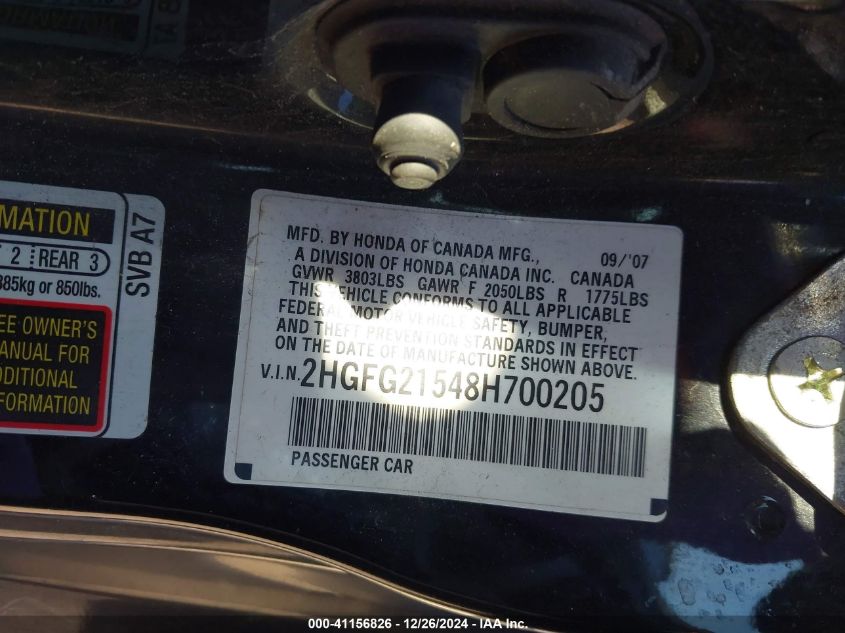 MATION
2 REAR 3
385kg or 850lbs.
SVB A7
EE OWNER'S
MANUAL FOR
ADDITIONAL
INFORMATION
MFD. BY HONDA OF CANADA MFG., 09/'07
A DIVISION OF HONDA CANADA INC. CANADA
GVWR 3803LBS GAWR F 2050LBS R 1775LBS
THIS VEHICLE CONFORMS TO ALL APPLICABLE
FEDERAL MOTOR VEHICLE SAFETY, BUMPER,
AND THEFT PREVENTION STANDARDS IN EFFECT
ON THE DATE OF MANUFACTURE SHOWN ABOVE.
V.I.N. 2HGFG21548H700205
PASSENGER CAR
000-41156826 - 12/26/2024 - IAA Inc.